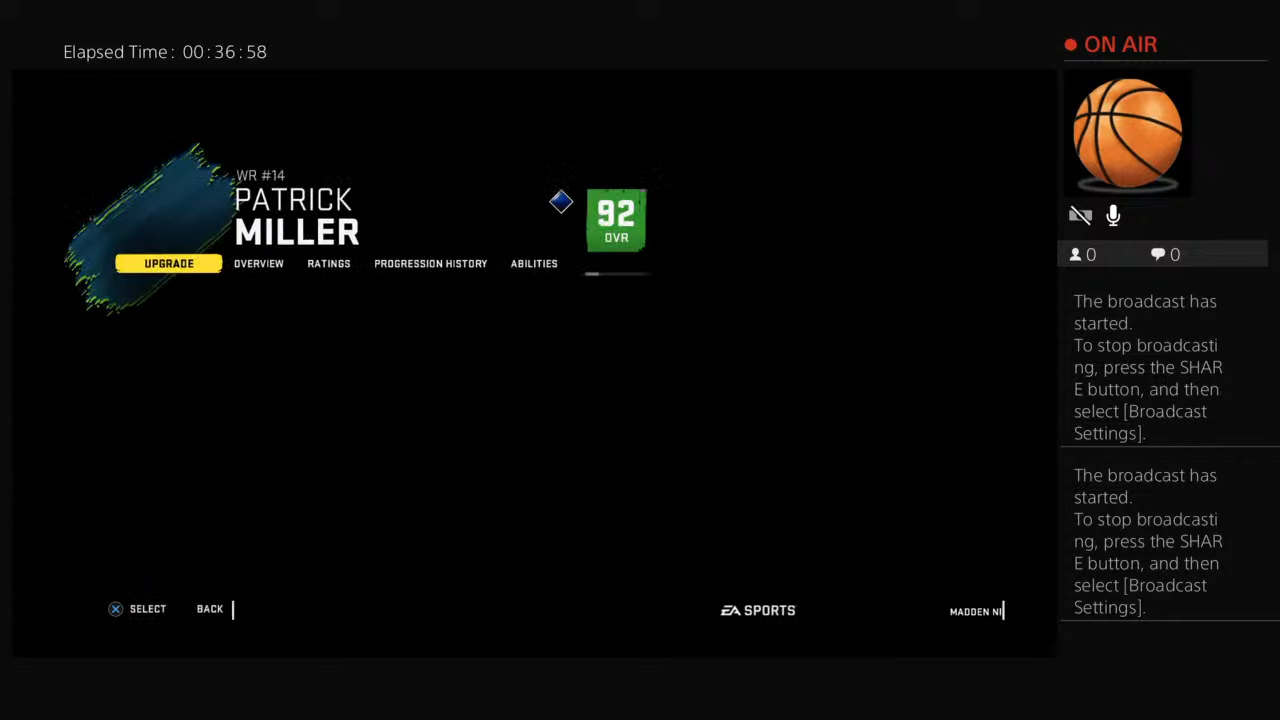 Elapsed Time: 00:36:58
ON AIR
WR #14
PATRICK
MILLER
92
OVR
UPGRADE
OVERVIEW
RATINGS
PROGRESSION HISTORY
ABILITIES
0
0
The broadcast has
started.
To stop broadcasti
ng, press the SHAR
E button, and then
select [Broadcast
Settings].
The broadcast has
started.
To stop broadcasti
ng, press the SHAR
E button, and then
select [Broadcast
Settings].
SELECT
BACK
EA SPORTS
MADDEN NI